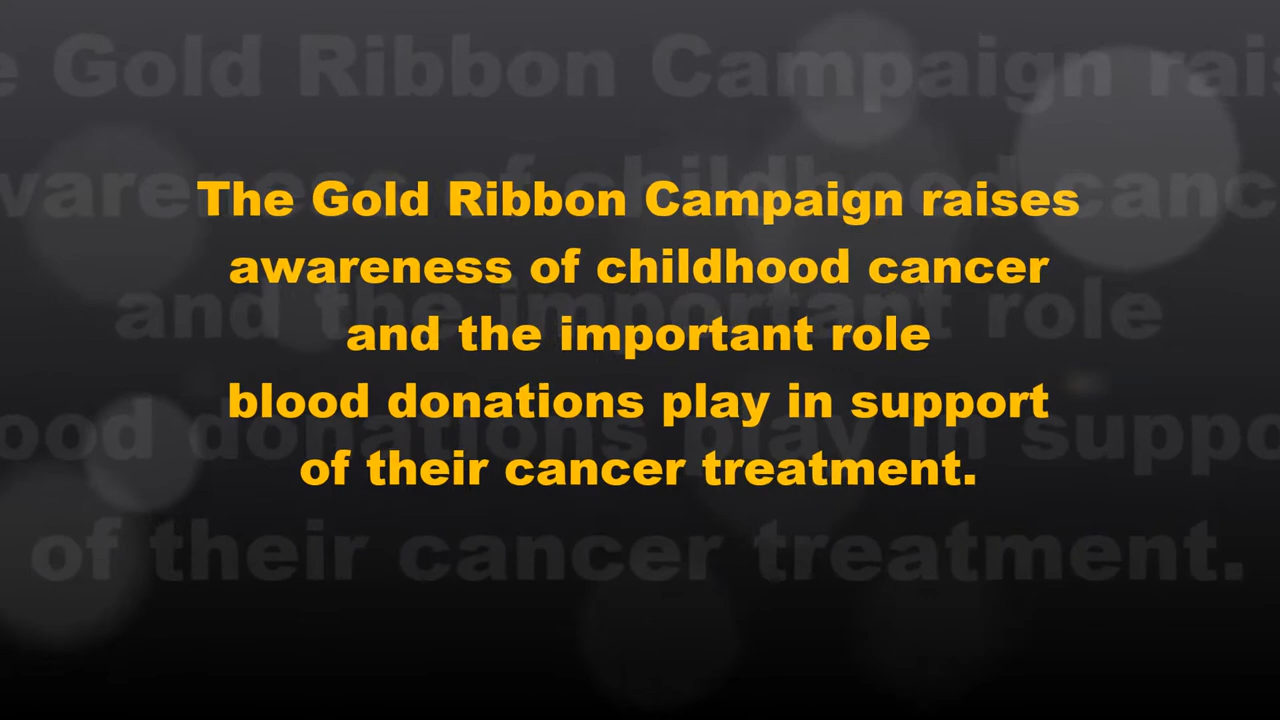 The Gold Ribbon Campaign raises
awareness of childhood cancer
and the important role
blood donations play in support
of their cancer treatment.